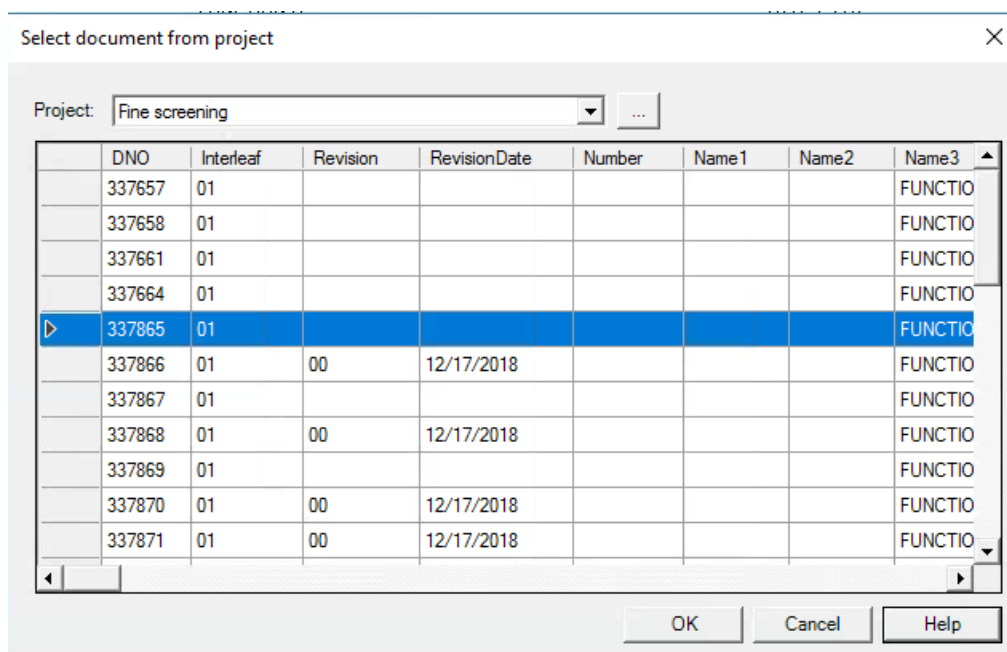 Select document from project
Project: Fine screening ...
DNO Interleaf Revision RevisionDate Number Name1 Name2 Name3
337657 01 FUNCTIO
337658 01 FUNCTIO
337661 01 FUNCTIO
337664 01 FUNCTIO
337865 01 FUNCTIO
337866 01 00 12/17/2018 FUNCTIO
337867 01 FUNCTIO
337868 01 00 12/17/2018 FUNCTIO
337869 01 FUNCTIO
337870 01 00 12/17/2018 FUNCTIO
337871 01 00 12/17/2018 FUNCTIO
OK Cancel Help